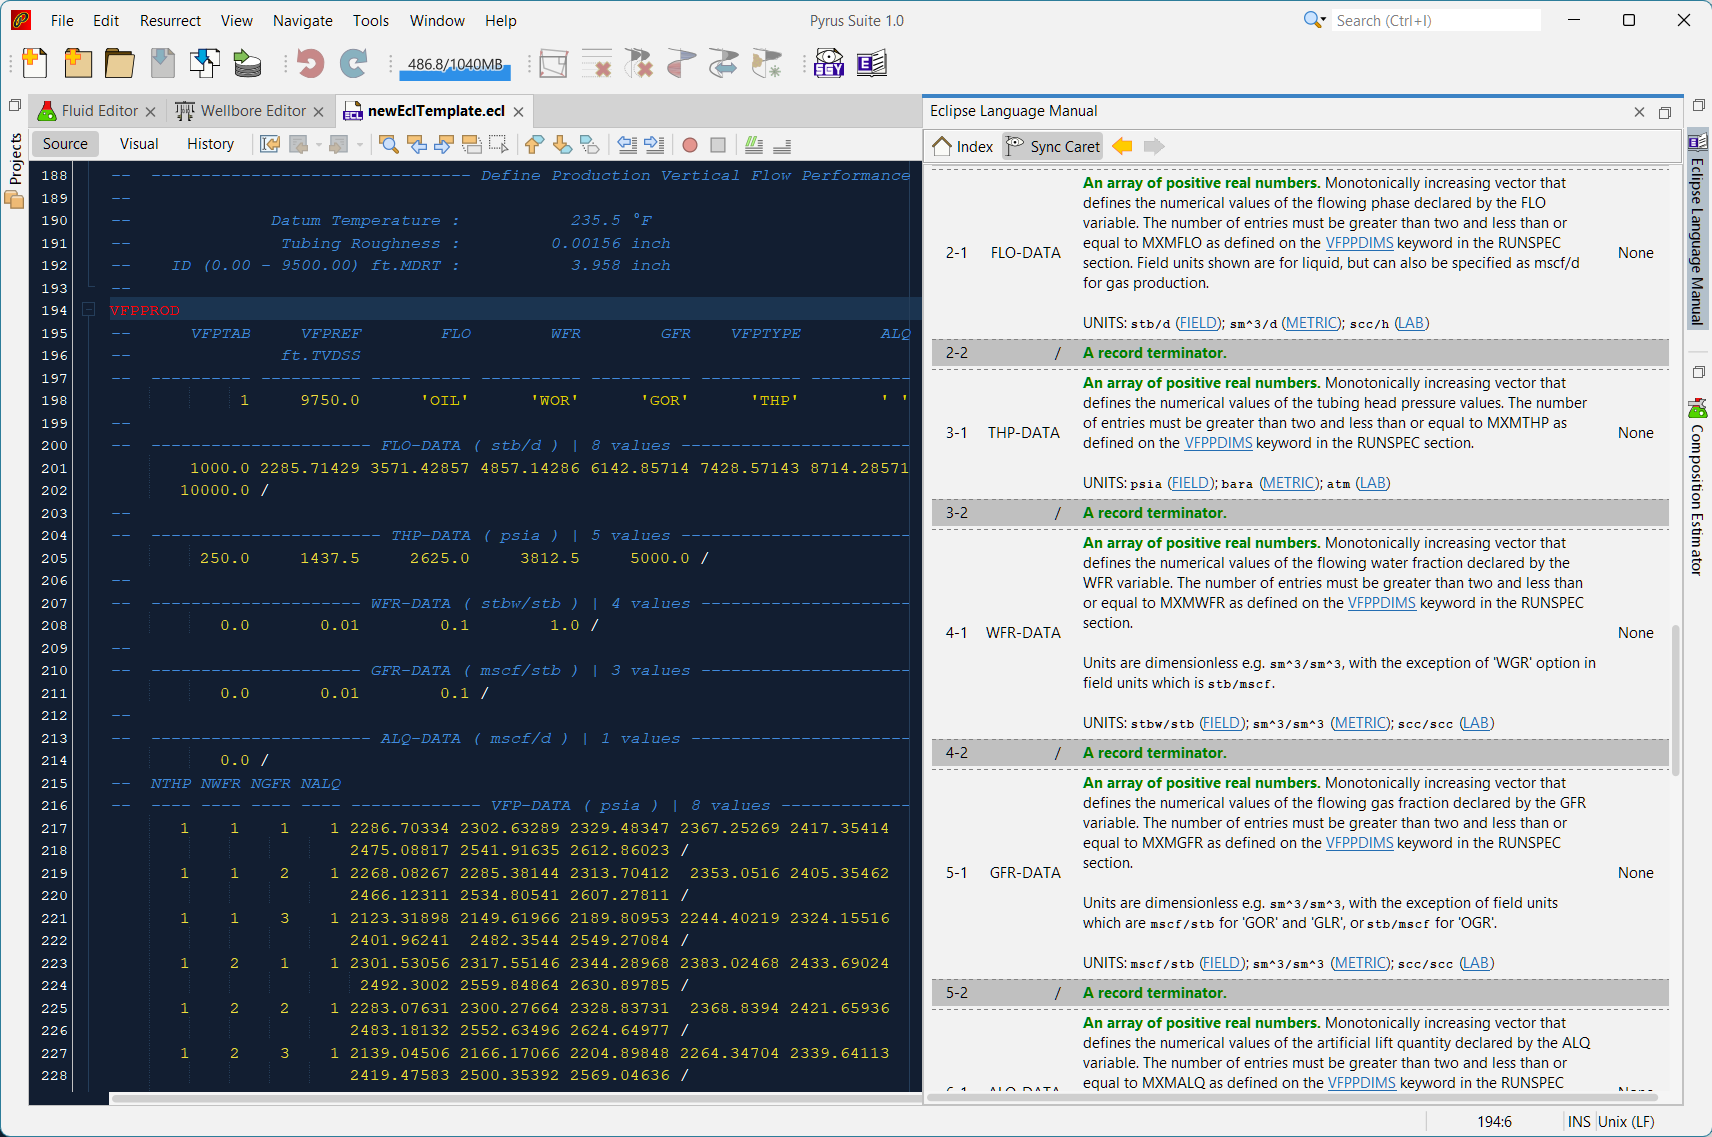 File Edit Resurrect View Navigate Tools Window Help
Pyrus Suite 1.0
Search (Ctrl+I)
486.8/1040MB
SGY
E
Projects
Fluid Editor
Wellbore Editor
newEclTemplate.ecl
Source Visual History
188 -- -------------------------------- Define Production Vertical Flow Performance
189 --
190 -- Datum Temperature : 235.5 °F
191 -- Tubing Roughness : 0.00156 inch
192 -- ID (0.00 - 9500.00) ft.MDRT : 3.958 inch
193 --
194 VFPPROD
195 -- VFPTAB VFPREF FLO WFR GFR VFPTYPE ALQ
196 -- ft.TVDSS
197 -- ---------- ---------- ---------- ---------- ---------- ---------- ----------
198 1 9750.0 'OIL' 'WOR' 'GOR' 'THP' ' '
199 --
200 -- ---------------------- FLO-DATA ( stb/d ) | 8 values ------------------------
201 1000.0 2285.71429 3571.42857 4857.14286 6142.85714 7428.57143 8714.28571
202 10000.0 /
203 --
204 -- ----------------------- THP-DATA ( psia ) | 5 values -----------------------
205 250.0 1437.5 2625.0 3812.5 5000.0 /
206 --
207 -- --------------------- WFR-DATA ( stbw/stb ) | 4 values ---------------------
208 0.0 0.01 0.1 1.0 /
209 --
210 -- --------------------- GFR-DATA ( mscf/stb ) | 3 values ---------------------
211 0.0 0.01 0.1 /
212 --
213 -- ---------------------- ALQ-DATA ( mscf/d ) | 1 values ----------------------
214 0.0 /
215 -- NTHP NWFR NGFR NALQ
216 -- ---- ---- ---- ---- ------------- VFP-DATA ( psia ) | 8 values -------------
217 1 1 1 1 2286.70334 2302.63289 2329.48347 2367.25269 2417.35414
218 2475.08817 2541.91635 2612.86023 /
219 1 1 2 1 2268.08267 2285.38144 2313.70412 2353.0516 2405.35462
220 2466.12311 2534.80541 2607.27811 /
221 1 1 3 1 2123.31898 2149.61966 2189.80953 2244.40219 2324.15516
222 2401.96241 2482.3544 2549.27084 /
223 1 2 1 1 2301.53056 2317.55146 2344.28968 2383.02468 2433.69024
224 2492.3002 2559.84864 2630.89785 /
225 1 2 2 1 2283.07631 2300.27664 2328.83731 2368.8394 2421.65936
226 2483.18132 2552.63496 2624.64977 /
227 1 2 3 1 2139.04506 2166.17066 2204.89848 2264.34704 2339.64113
228 2419.47583 2500.35392 2569.04636 /
Eclipse Language Manual
Index Sync Caret
2-1 FLO-DATA None
An array of positive real numbers. Monotonically increasing vector that
defines the numerical values of the flowing phase declared by the FLO
variable. The number of entries must be greater than two and less than or
equal to MXMFLO as defined on the VFPPDIMS keyword in the RUNSPEC
section. Field units shown are for liquid, but can also be specified as mscf/d
for gas production.
UNITS: stb/d (FIELD); sm^3/d (METRIC); scc/h (LAB)
2-2 / A record terminator.
3-1 THP-DATA None
An array of positive real numbers. Monotonically increasing vector that
defines the numerical values of the tubing head pressure values. The number
of entries must be greater than two and less than or equal to MXMTHP as
defined on the VFPPDIMS keyword in the RUNSPEC section.
UNITS: psia (FIELD); bara (METRIC); atm (LAB)
3-2 / A record terminator.
4-1 WFR-DATA None
An array of positive real numbers. Monotonically increasing vector that
defines the numerical values of the flowing water fraction declared by the
WFR variable. The number of entries must be greater than two and less than
or equal to MXMWFR as defined on the VFPPDIMS keyword in the RUNSPEC
section.
Units are dimensionless e.g. sm^3/sm^3, with the exception of 'WGR' option in
field units which is stb/mscf.
UNITS: stbw/stb (FIELD); sm^3/sm^3 (METRIC); scc/scc (LAB)
4-2 / A record terminator.
5-1 GFR-DATA None
An array of positive real numbers. Monotonically increasing vector that
defines the numerical values of the flowing gas fraction declared by the GFR
variable. The number of entries must be greater than two and less than or
equal to MXMGFR as defined on the VFPPDIMS keyword in the RUNSPEC
section.
Units are dimensionless e.g. sm^3/sm^3, with the exception of field units
which are mscf/stb for 'GOR' and 'GLR', or stb/mscf for 'OGR'.
UNITS: mscf/stb (FIELD); sm^3/sm^3 (METRIC); scc/scc (LAB)
5-2 / A record terminator.
An array of positive real numbers. Monotonically increasing vector that
defines the numerical values of the artificial lift quantity declared by the ALQ
variable. The number of entries must be greater than two and less than or
equal to MXMALQ as defined on the VFPPDIMS keyword in the RUNSPEC
6-1 ALQ-DATA None
Eclipse Language Manual
Composition Estimator
194:6 INS Unix (LF)